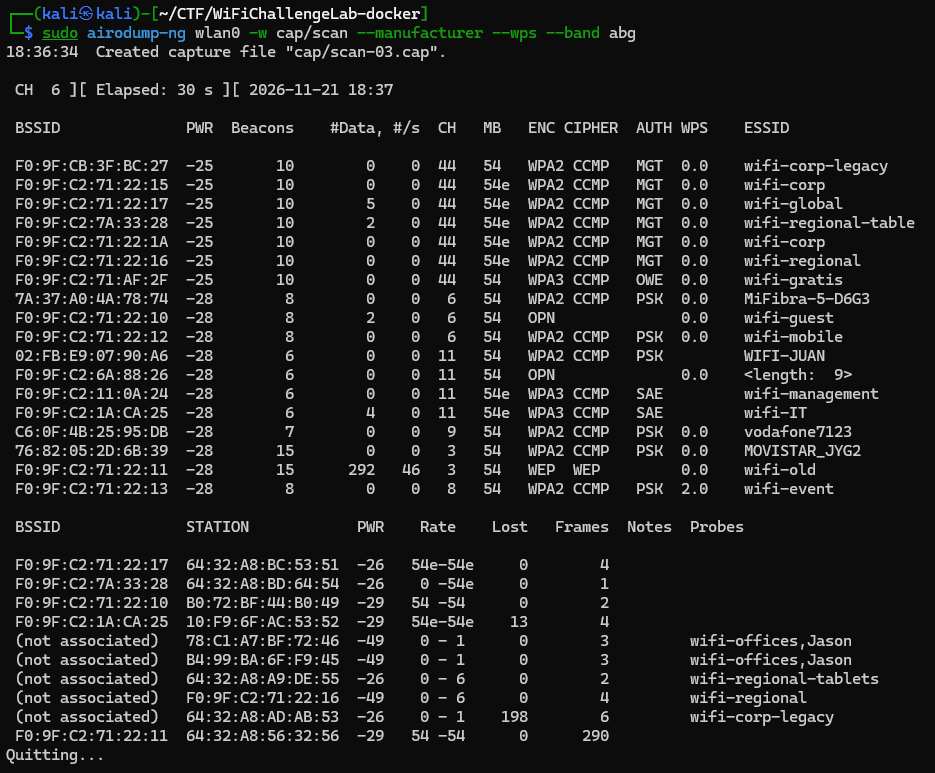 ┌──(kali㉿kali)-[~/CTF/WiFiChallengeLab-docker]
└─$ sudo airodump-ng wlan0 -w cap/scan --manufacturer --wps --band abg
18:36:34  Created capture file "cap/scan-03.cap".
CH  6 ][ Elapsed: 30 s ][ 2026-11-21 18:37
BSSID              PWR  Beacons    #Data, #/s  CH   MB   ENC CIPHER  AUTH WPS    ESSID
F0:9F:CB:3F:BC:27  -25       10        0    0  44   54   WPA2 CCMP   MGT  0.0    wifi-corp-legacy
F0:9F:C2:71:22:15  -25       10        0    0  44   54e  WPA2 CCMP   MGT  0.0    wifi-corp
F0:9F:C2:71:22:17  -25       10        5    0  44   54e  WPA2 CCMP   MGT  0.0    wifi-global
F0:9F:C2:7A:33:28  -25       10        2    0  44   54e  WPA2 CCMP   MGT  0.0    wifi-regional-table
F0:9F:C2:71:22:1A  -25       10        0    0  44   54e  WPA2 CCMP   MGT  0.0    wifi-corp
F0:9F:C2:71:22:16  -25       10        0    0  44   54e  WPA2 CCMP   MGT  0.0    wifi-regional
F0:9F:C2:71:AF:2F  -25       10        0    0  44   54   WPA3 CCMP   OWE  0.0    wifi-gratis
7A:37:A0:4A:78:74  -28        8        0    0   6   54   WPA2 CCMP   PSK  0.0    MiFibra-5-D6G3
F0:9F:C2:71:22:10  -28        8        2    0   6   54   OPN              0.0    wifi-guest
F0:9F:C2:71:22:12  -28        8        0    0   6   54   WPA2 CCMP   PSK  0.0    wifi-mobile
02:FB:E9:07:90:A6  -28        6        0    0  11   54   WPA2 CCMP   PSK         WIFI-JUAN
F0:9F:C2:6A:88:26  -28        6        0    0  11   54   OPN              0.0    <length:  9>
F0:9F:C2:11:0A:24  -28        6        0    0  11   54e  WPA3 CCMP   SAE         wifi-management
F0:9F:C2:1A:CA:25  -28        6        4    0  11   54e  WPA3 CCMP   SAE         wifi-IT
C6:0F:4B:25:95:DB  -28        7        0    0   9   54   WPA2 CCMP   PSK  0.0    vodafone7123
76:82:05:2D:6B:39  -28       15        0    0   3   54   WPA2 CCMP   PSK  0.0    MOVISTAR_JYG2
F0:9F:C2:71:22:11  -28       15      292   46   3   54   WEP  WEP         0.0    wifi-old
F0:9F:C2:71:22:13  -28        8        0    0   8   54   WPA2 CCMP   PSK  2.0    wifi-event
BSSID              STATION            PWR    Rate    Lost   Frames  Notes  Probes
F0:9F:C2:71:22:17  64:32:A8:BC:53:51  -26   54e-54e     0        4
F0:9F:C2:7A:33:28  64:32:A8:BD:64:54  -26    0 -54e     0        1
F0:9F:C2:71:22:10  B0:72:BF:44:B0:49  -29   54 -54      0        2
F0:9F:C2:1A:CA:25  10:F9:6F:AC:53:52  -29   54e-54e    13        4
(not associated)   78:C1:A7:BF:72:46  -49    0 - 1      0        3         wifi-offices,Jason
(not associated)   B4:99:BA:6F:F9:45  -49    0 - 1      0        3         wifi-offices,Jason
(not associated)   64:32:A8:A9:DE:55  -26    0 - 6      0        2         wifi-regional-tablets
(not associated)   F0:9F:C2:71:22:16  -49    0 - 6      0        4         wifi-regional
(not associated)   64:32:A8:AD:AB:53  -26    0 - 1    198        6         wifi-corp-legacy
F0:9F:C2:71:22:11  64:32:A8:56:32:56  -29   54 -54      0      290
Quitting...